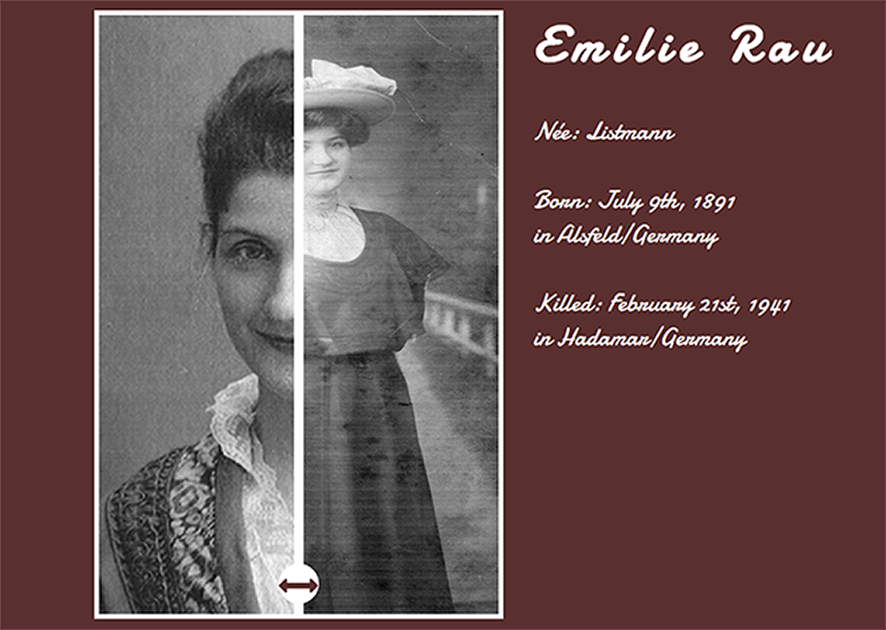 Emilie Rau
Née: Listmann
Born: July 9th, 1891
in Alsfeld/Germany
Killed: February 21st, 1941
in Hadamar/Germany